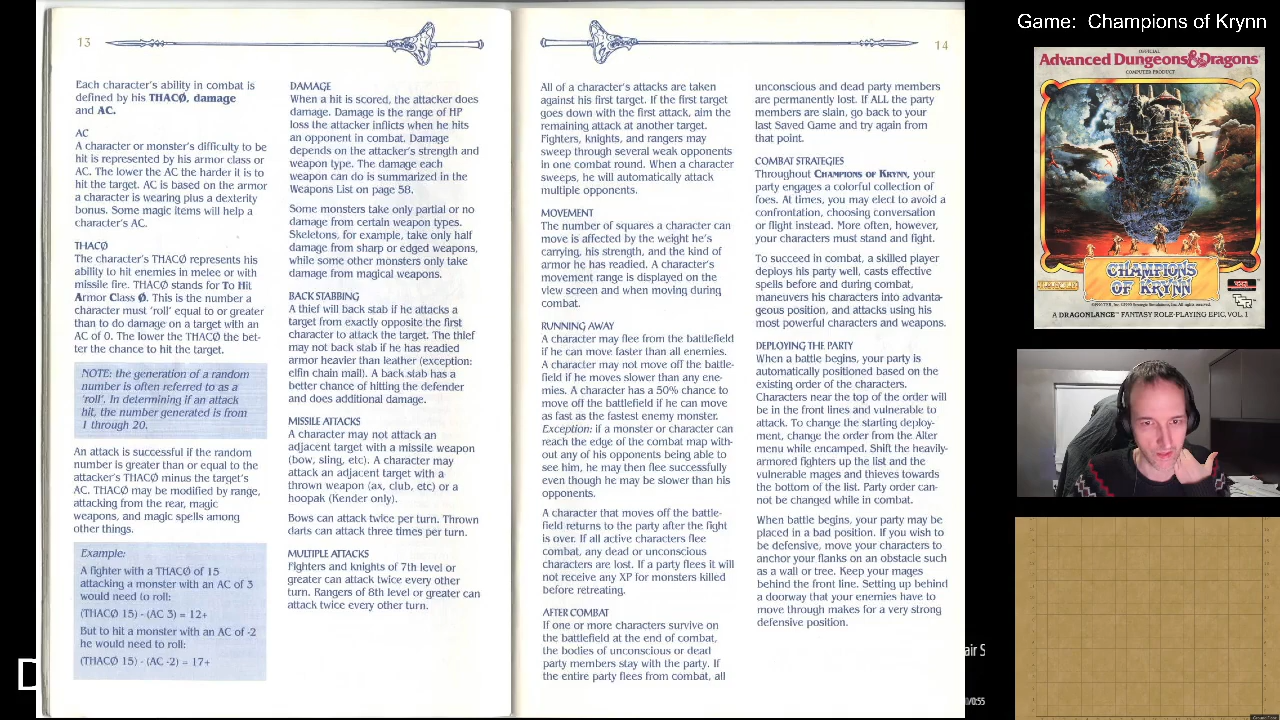 13
Each character's ability in combat is
defined by his THACØ, damage
and AC.
AC
A character or monster's difficulty to be
hit is represented by his armor class or
AC. The lower the AC the harder it is to
hit the target. AC is based on the armor
a character is wearing plus a dexterity
bonus. Some magic items will help a
character's AC.
THACØ
The character's THACØ represents his
ability to hit enemies in melee or with
missile fire. THACØ stands for To Hit
Armor Class Ø. This is the number a
character must 'roll' equal to or greater
than to do damage on a target with an
AC of 0. The lower the THACØ the bet-
ter the chance to hit the target.
NOTE: the generation of a random
number is often referred to as a
'roll'. In determining if an attack
hit, the number generated is from
1 through 20.
An attack is successful if the random
number is greater than or equal to the
attacker's THACØ minus the target's
AC. THACØ may be modified by range,
attacking from the rear, magic
weapons, and magic spells among
other things.
Example:
A fighter with a THACØ of 15
attacking a monster with an AC of 3
would need to roll:
(THACØ 15) - (AC 3) = 12+
But to hit a monster with an AC of -2
he would need to roll:
(THACØ 15) - (AC -2) = 17+
DAMAGE
When a hit is scored, the attacker does
damage. Damage is the range of HP
loss the attacker inflicts when he hits
an opponent in combat. Damage
depends on the attacker's strength and
weapon type. The damage each
weapon can do is summarized in the
Weapons List on page 58.
Some monsters take only partial or no
damage from certain weapon types.
Skeletons, for example, take only half
damage from sharp or edged weapons,
while some other monsters only take
damage from magical weapons.
BACK STABBING
A thief will back stab if he attacks a
target from exactly opposite the first
character to attack the target. The thief
may not back stab if he has readied
armor heavier than leather (exception:
elfin chain mail). A back stab has a
better chance of hitting the defender
and does additional damage.
MISSILE ATTACKS
A character may not attack an
adjacent target with a missile weapon
(bow, sling, etc). A character may
attack an adjacent target with a
thrown weapon (ax, club, etc) or a
hoopak (Kender only).
Bows can attack twice per turn. Thrown
darts can attack three times per turn.
MULTIPLE ATTACKS
Fighters and knights of 7th level or
greater can attack twice every other
turn. Rangers of 8th level or greater can
attack twice every other turn.
14
All of a character's attacks are taken
against his first target. If the first target
goes down with the first attack, aim the
remaining attack at another target.
Fighters, knights, and rangers may
sweep through several weak opponents
in one combat round. When a character
sweeps, he will automatically attack
multiple opponents.
MOVEMENT
The number of squares a character can
move is affected by the weight he's
carrying, his strength, and the kind of
armor he has readied. A character's
movement range is displayed on the
view screen and when moving during
combat.
RUNNING AWAY
A character may flee from the battlefield
if he can move faster than all enemies.
A character may not move off the battle-
field if he moves slower than any ene-
mies. A character has a 50% chance to
move off the battlefield if he can move
as fast as the fastest enemy monster.
Exception: if a monster or character can
reach the edge of the combat map with-
out any of his opponents being able to
see him, he may then flee successfully
even though he may be slower than his
opponents.
A character that moves off the battle-
field returns to the party after the fight
is over. If all active characters flee
combat, any dead or unconscious
characters are lost. If a party flees it will
not receive any XP for monsters killed
before retreating.
AFTER COMBAT
If one or more characters survive on
the battlefield at the end of combat,
the bodies of unconscious or dead
party members stay with the party. If
the entire party flees from combat, all
unconscious and dead party members
are permanently lost. If ALL the party
members are slain, go back to your
last Saved Game and try again from
that point.
COMBAT STRATEGIES
Throughout CHAMPIONS OF KRYNN, your
party engages a colorful collection of
foes. At times, you may elect to avoid a
confrontation, choosing conversation
or flight instead. More often, however,
your characters must stand and fight.
To succeed in combat, a skilled player
deploys his party well, casts effective
spells before and during combat,
maneuvers his characters into advanta-
geous position, and attacks using his
most powerful characters and weapons.
DEPLOYING THE PARTY
When a battle begins, your party is
automatically positioned based on the
existing order of the characters.
Characters near the top of the order will
be in the front lines and vulnerable to
attack. To change the starting deploy-
ment, change the order from the Alter
menu while encamped. Shift the heavily-
armored fighters up the list and the
vulnerable mages and thieves towards
the bottom of the list. Party order can-
not be changed while in combat.
When battle begins, your party may be
placed in a bad position. If you wish to
be defensive, move your characters to
anchor your flanks on an obstacle such
as a wall or tree. Keep your mages
behind the front line. Setting up behind
a doorway that your enemies have to
move through makes for a very strong
defensive position.
Game: Champions of Krynn
OFFICIAL
Advanced Dungeons & Dragons
COMPUTER PRODUCT
CHAMPIONS
OF KRYNN
TSR
A DRAGONLANCE™ FANTASY ROLE-PLAYING EPIC, VOL. 1
D
air S
/0:55